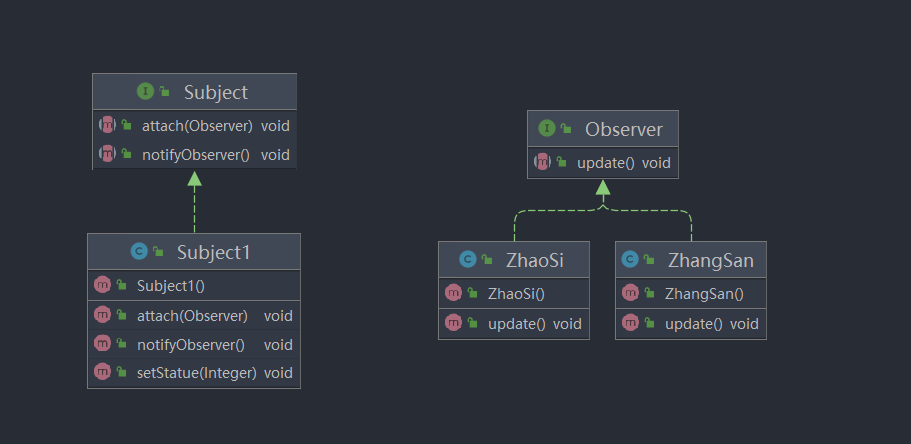 Subject
attach(Observer) void
notifyObserver() void
Subject1
Subject1()
attach(Observer) void
notifyObserver() void
setStatue(Integer) void
Observer
update() void
ZhaoSi
ZhaoSi()
update() void
ZhangSan
ZhangSan()
update() void